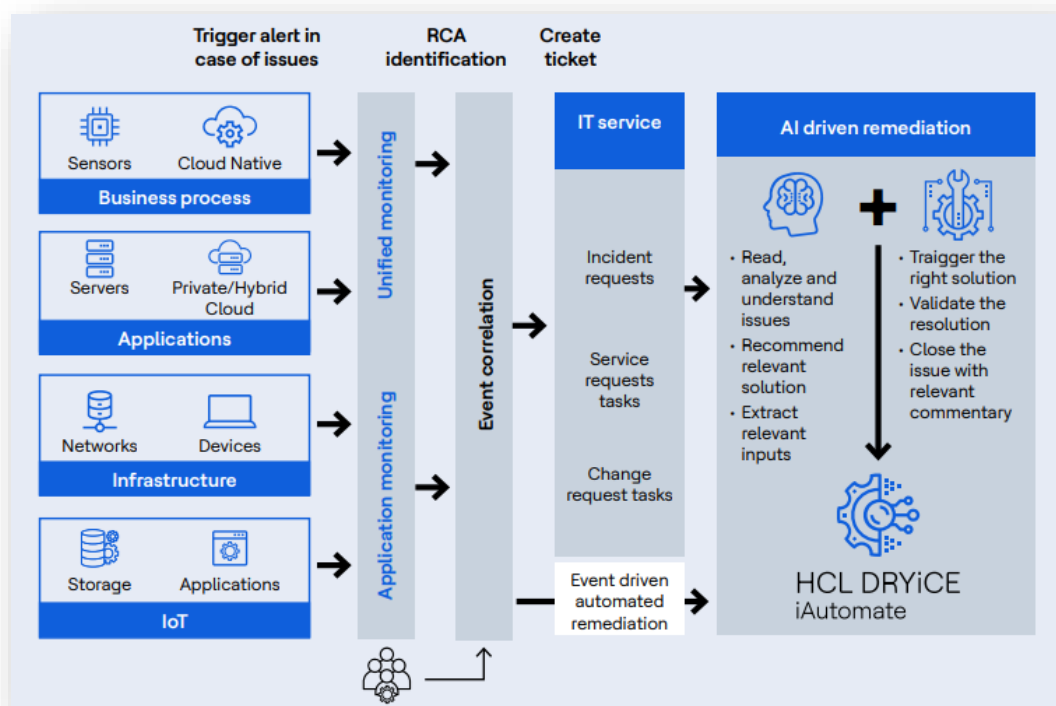 Trigger alert in
case of issues
RCA
identification
Create
ticket
Sensors
Cloud Native
Business process
Servers
Private/Hybrid
Cloud
Applications
Networks
Devices
Infrastructure
Storage
Applications
IoT
Unified monitoring
Application monitoring
Event correlation
IT service
Incident
requests
Service
requests
tasks
Change
request tasks
Event driven
automated
remediation
AI driven remediation
• Read,
analyze and
understand
issues
• Recommend
relevant
solution
• Extract
relevant
inputs
• Traigger the
right solution
• Validate the
resolution
• Close the
issue with
relevant
commentary
HCL DRYiCE
iAutomate